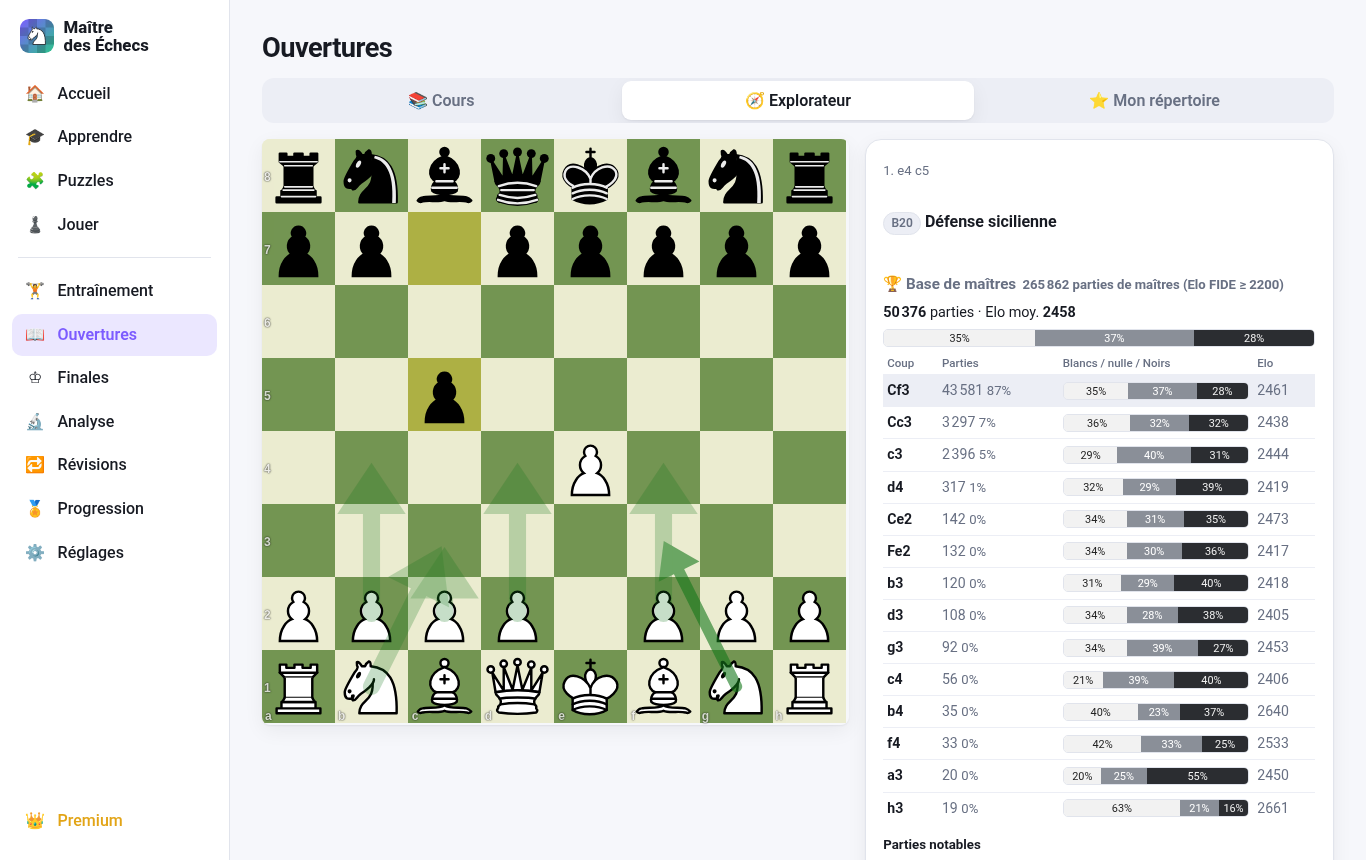 Maître
des Échecs
Accueil
Apprendre
Puzzles
Jouer
Entraînement
Ouvertures
Finales
Analyse
Révisions
Progression
Réglages
Premium
Ouvertures
Cours
Explorateur
Mon répertoire
8
7
6
5
4
3
2
1
a b c d e f g h
1. e4 c5
B20 Défense sicilienne
Base de maîtres 265 862 parties de maîtres (Elo FIDE ≥ 2200)
50 376 parties · Elo moy. 2458
35% 37% 28%
Coup Parties Blancs / nulle / Noirs Elo
Cf3 43 581 87% 35% 37% 28% 2461
Cc3 3 297 7% 36% 32% 32% 2438
c3 2 396 5% 29% 40% 31% 2444
d4 317 1% 32% 29% 39% 2419
Ce2 142 0% 34% 31% 35% 2473
Fe2 132 0% 34% 30% 36% 2417
b3 120 0% 31% 29% 40% 2418
d3 108 0% 34% 28% 38% 2405
g3 92 0% 34% 39% 27% 2453
c4 56 0% 21% 39% 40% 2406
b4 35 0% 40% 23% 37% 2640
f4 33 0% 42% 33% 25% 2533
a3 20 0% 20% 25% 55% 2450
h3 19 0% 63% 21% 16% 2661
Parties notables